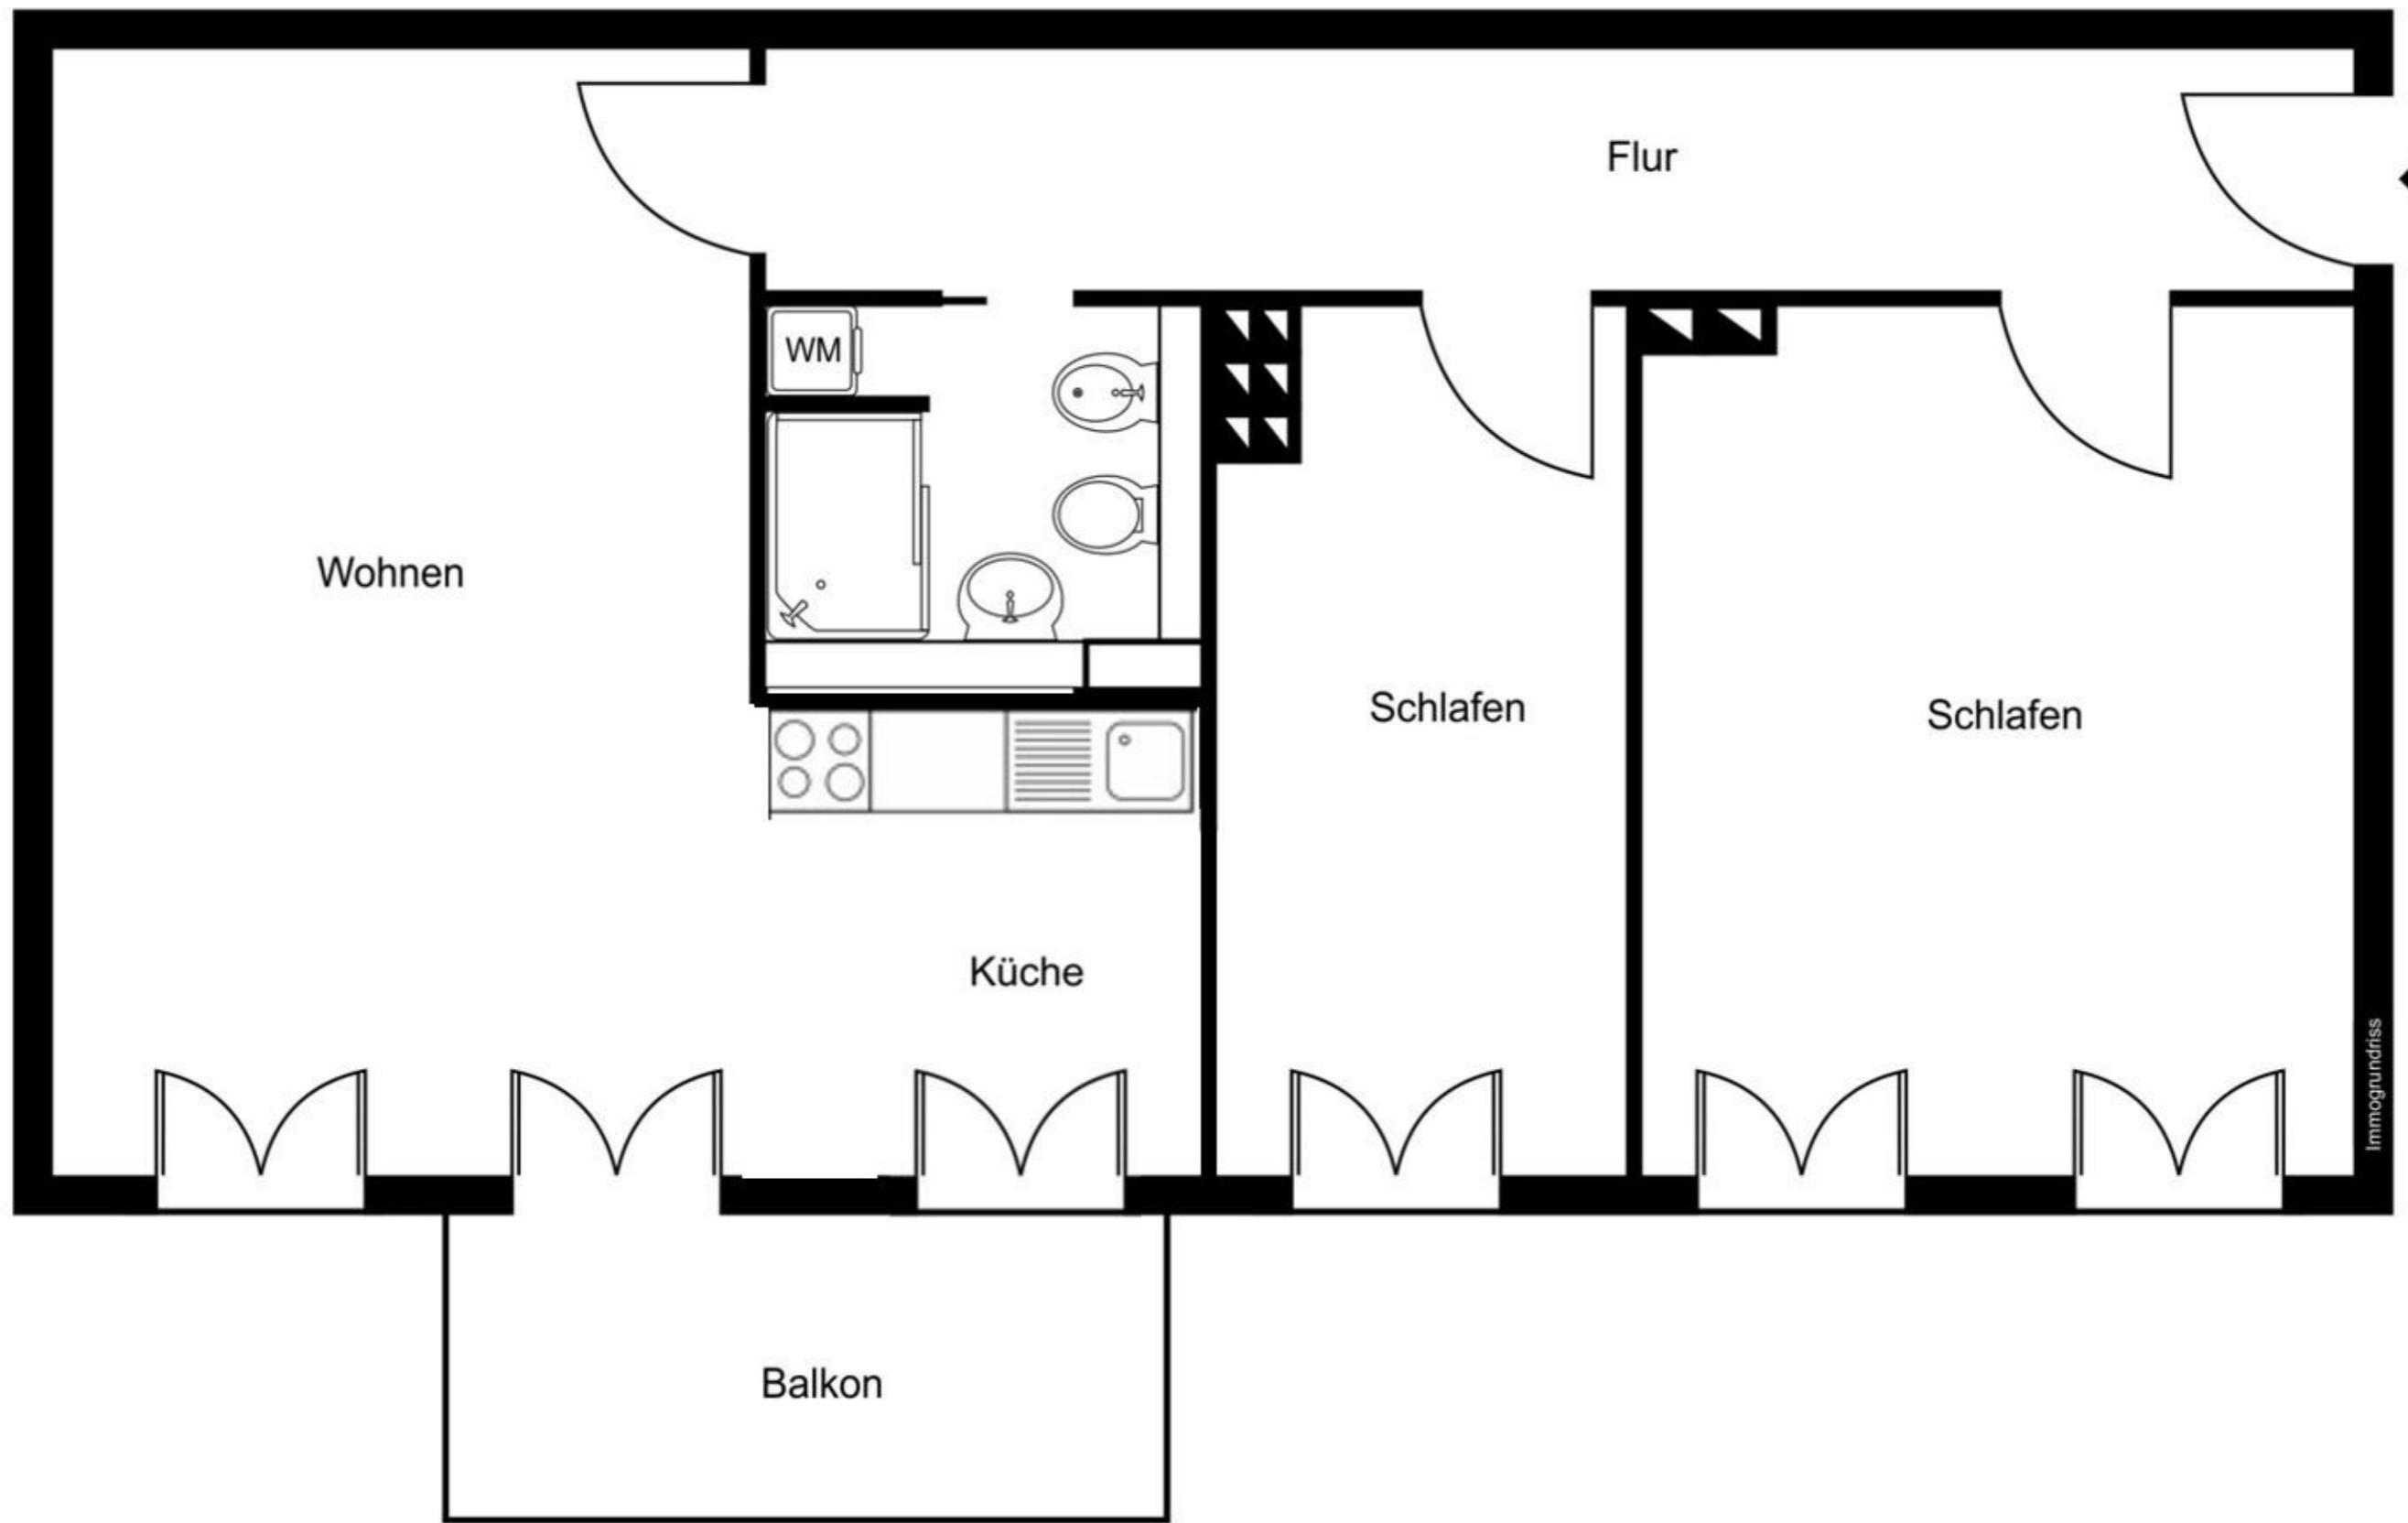 Flur
WM
Wohnen
Schlafen
Schlafen
Küche
Immogrundriss
Balkon